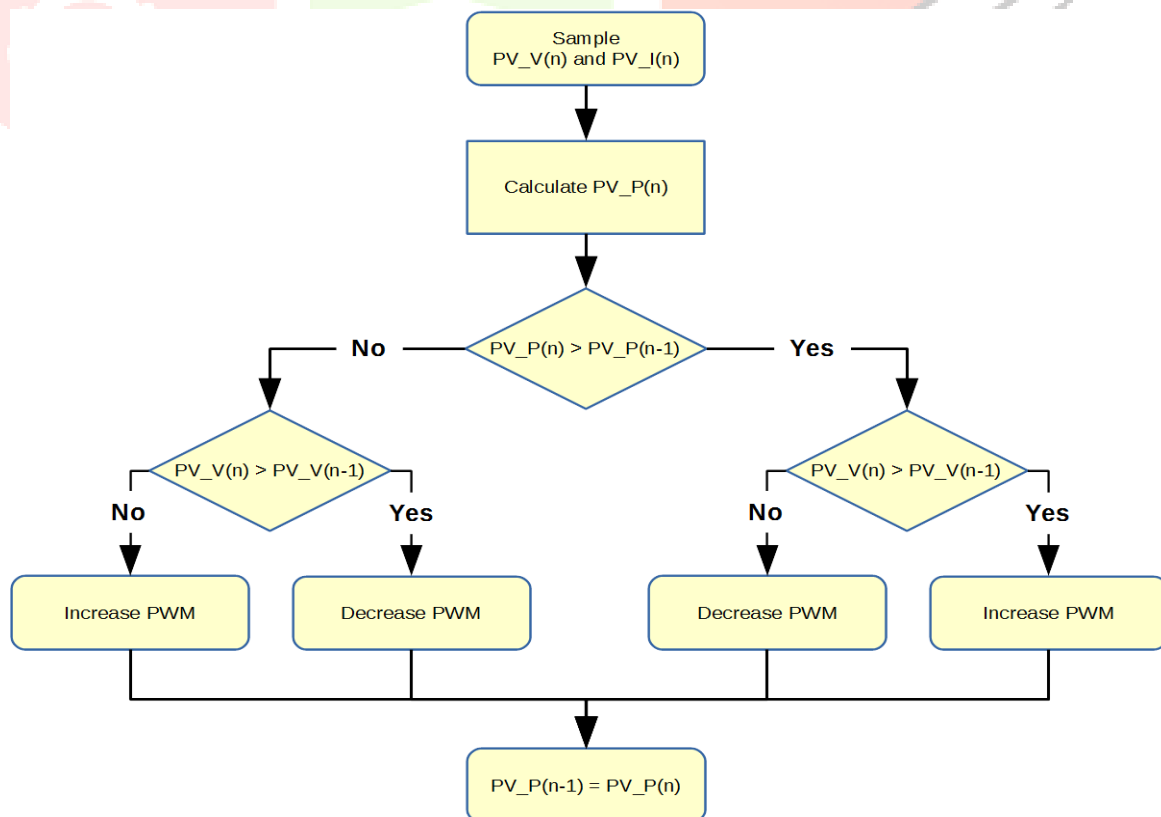 Sample
PV_V(n) and PV_I(n)
Calculate PV_P(n)
PV_P(n) > PV_P(n-1)
No
Yes
PV_V(n) > PV_V(n-1)
PV_V(n) > PV_V(n-1)
No
Yes
No
Yes
Increase PWM
Decrease PWM
Decrease PWM
Increase PWM
PV_P(n-1) = PV_P(n)